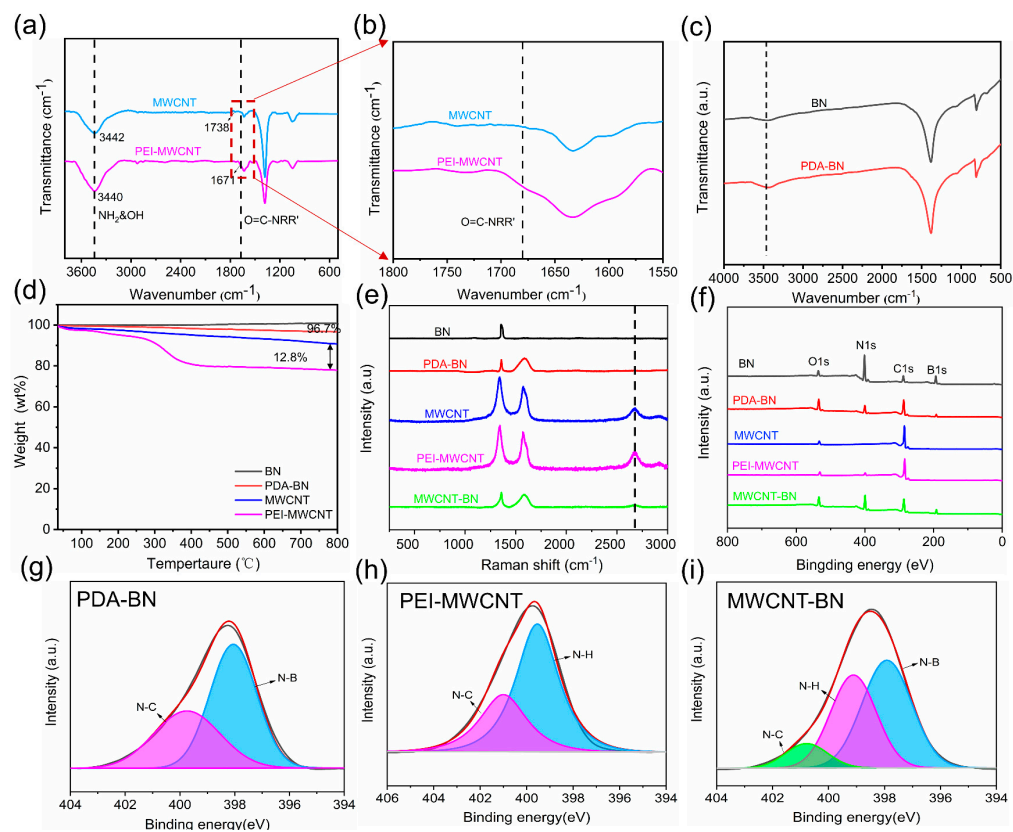 (a)
Transmittance (cm⁻¹)
MWCNT
1738
3442
PEI-MWCNT
1671
3440
NH₂&OH
O=C-NRR'
3600 3000 2400 1800 1200 600
Wavenumber (cm⁻¹)
(b)
Transmittance (cm⁻¹)
MWCNT
PEI-MWCNT
O=C-NRR'
1800 1750 1700 1650 1600 1550
Wavenumber (cm⁻¹)
(c)
Transmittance (a.u.)
BN
PDA-BN
4000 3500 3000 2500 2000 1500 1000 500
Wavenumber (cm⁻¹)
(d)
Weight (wt%)
100
80
60
40
20
0
96.7%
12.8%
BN
PDA-BN
MWCNT
PEI-MWCNT
100 200 300 400 500 600 700 800
Tempertaure (℃)
(e)
Intensity (a.u)
BN
PDA-BN
MWCNT
PEI-MWCNT
MWCNT-BN
500 1000 1500 2000 2500 3000
Raman shift (cm⁻¹)
(f)
Intensity (a.u.)
BN
O1s
N1s
C1s
B1s
PDA-BN
MWCNT
PEI-MWCNT
MWCNT-BN
800 600 400 200 0
Bingding energy (eV)
(g)
PDA-BN
Intensity (a.u.)
N-C
N-B
404 402 400 398 396 394
Binding energy(eV)
(h)
PEI-MWCNT
Intensity (a.u.)
N-H
N-C
406 404 402 400 398 396 394
Binding energy(eV)
(i)
MWCNT-BN
Intensity (a.u.)
N-B
N-H
N-C
404 402 400 398 396 394
Binding energy(eV)